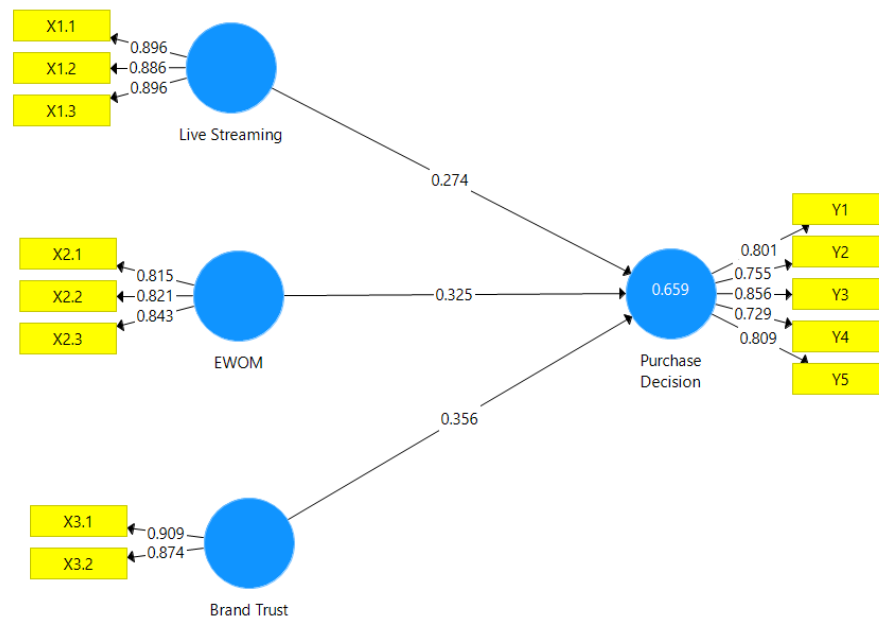 X1.1
0.896
X1.2
0.886
X1.3
0.896
Live Streaming
0.274
X2.1
0.815
X2.2
0.821
X2.3
0.843
EWOM
0.325
X3.1
0.909
X3.2
0.874
Brand Trust
0.356
0.659
Purchase
Decision
Y1
0.801
Y2
0.755
Y3
0.856
Y4
0.729
Y5
0.809